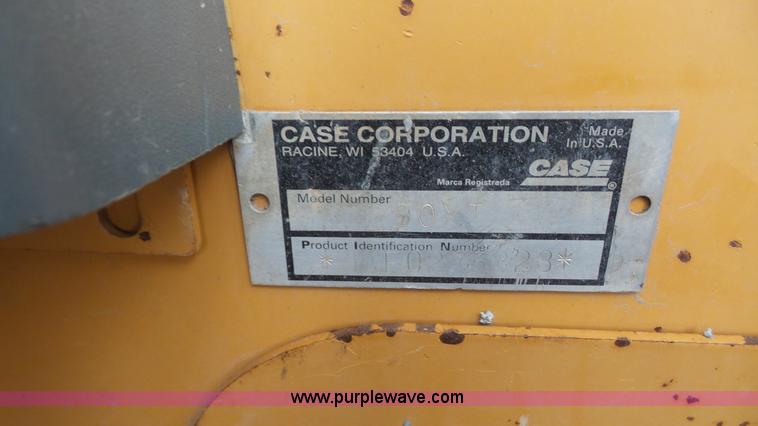 CASE CORPORATION
RACINE, WI 53404 U.S.A.
Made
In U.S.A.
CASE
®
Marca Registrada
Model Number
Product Identification Number
www.purplewave.com